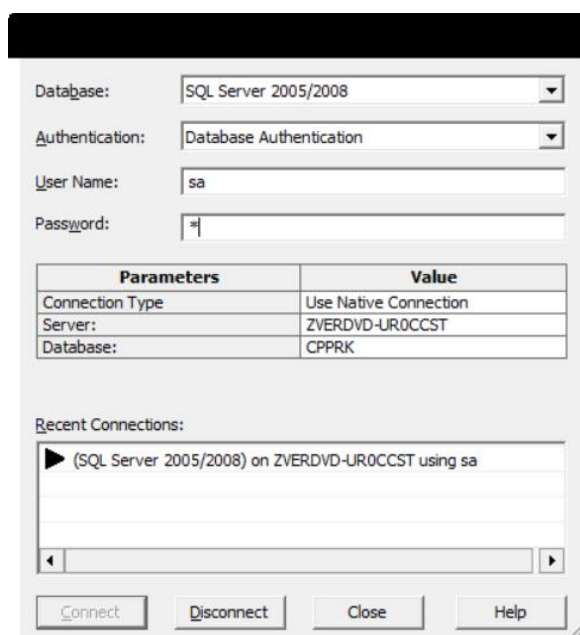 Database: SQL Server 2005/2008
Authentication: Database Authentication
User Name: sa
Password: *
Parameters Value
Connection Type Use Native Connection
Server: ZVERDVD-UR0CCST
Database: CPPRK
Recent Connections:
(SQL Server 2005/2008) on ZVERDVD-UR0CCST using sa
Connect Disconnect Close Help